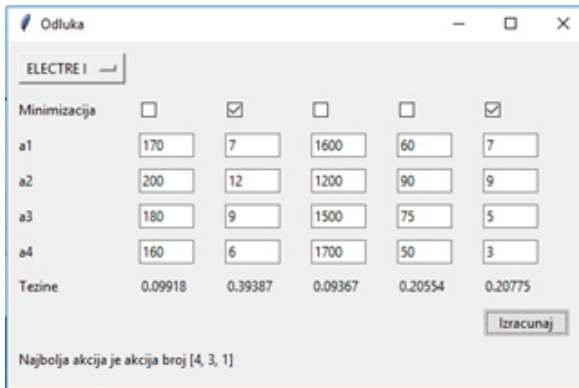 Odluka
ELECTRE I
Minimizacija
a1 170 7 1600 60 7
a2 200 12 1200 90 9
a3 180 9 1500 75 5
a4 160 6 1700 50 3
Tezine 0.09918 0.39387 0.09367 0.20554 0.20775
Izracunaj
Najbolja akcija je akcija broj [4, 3, 1]